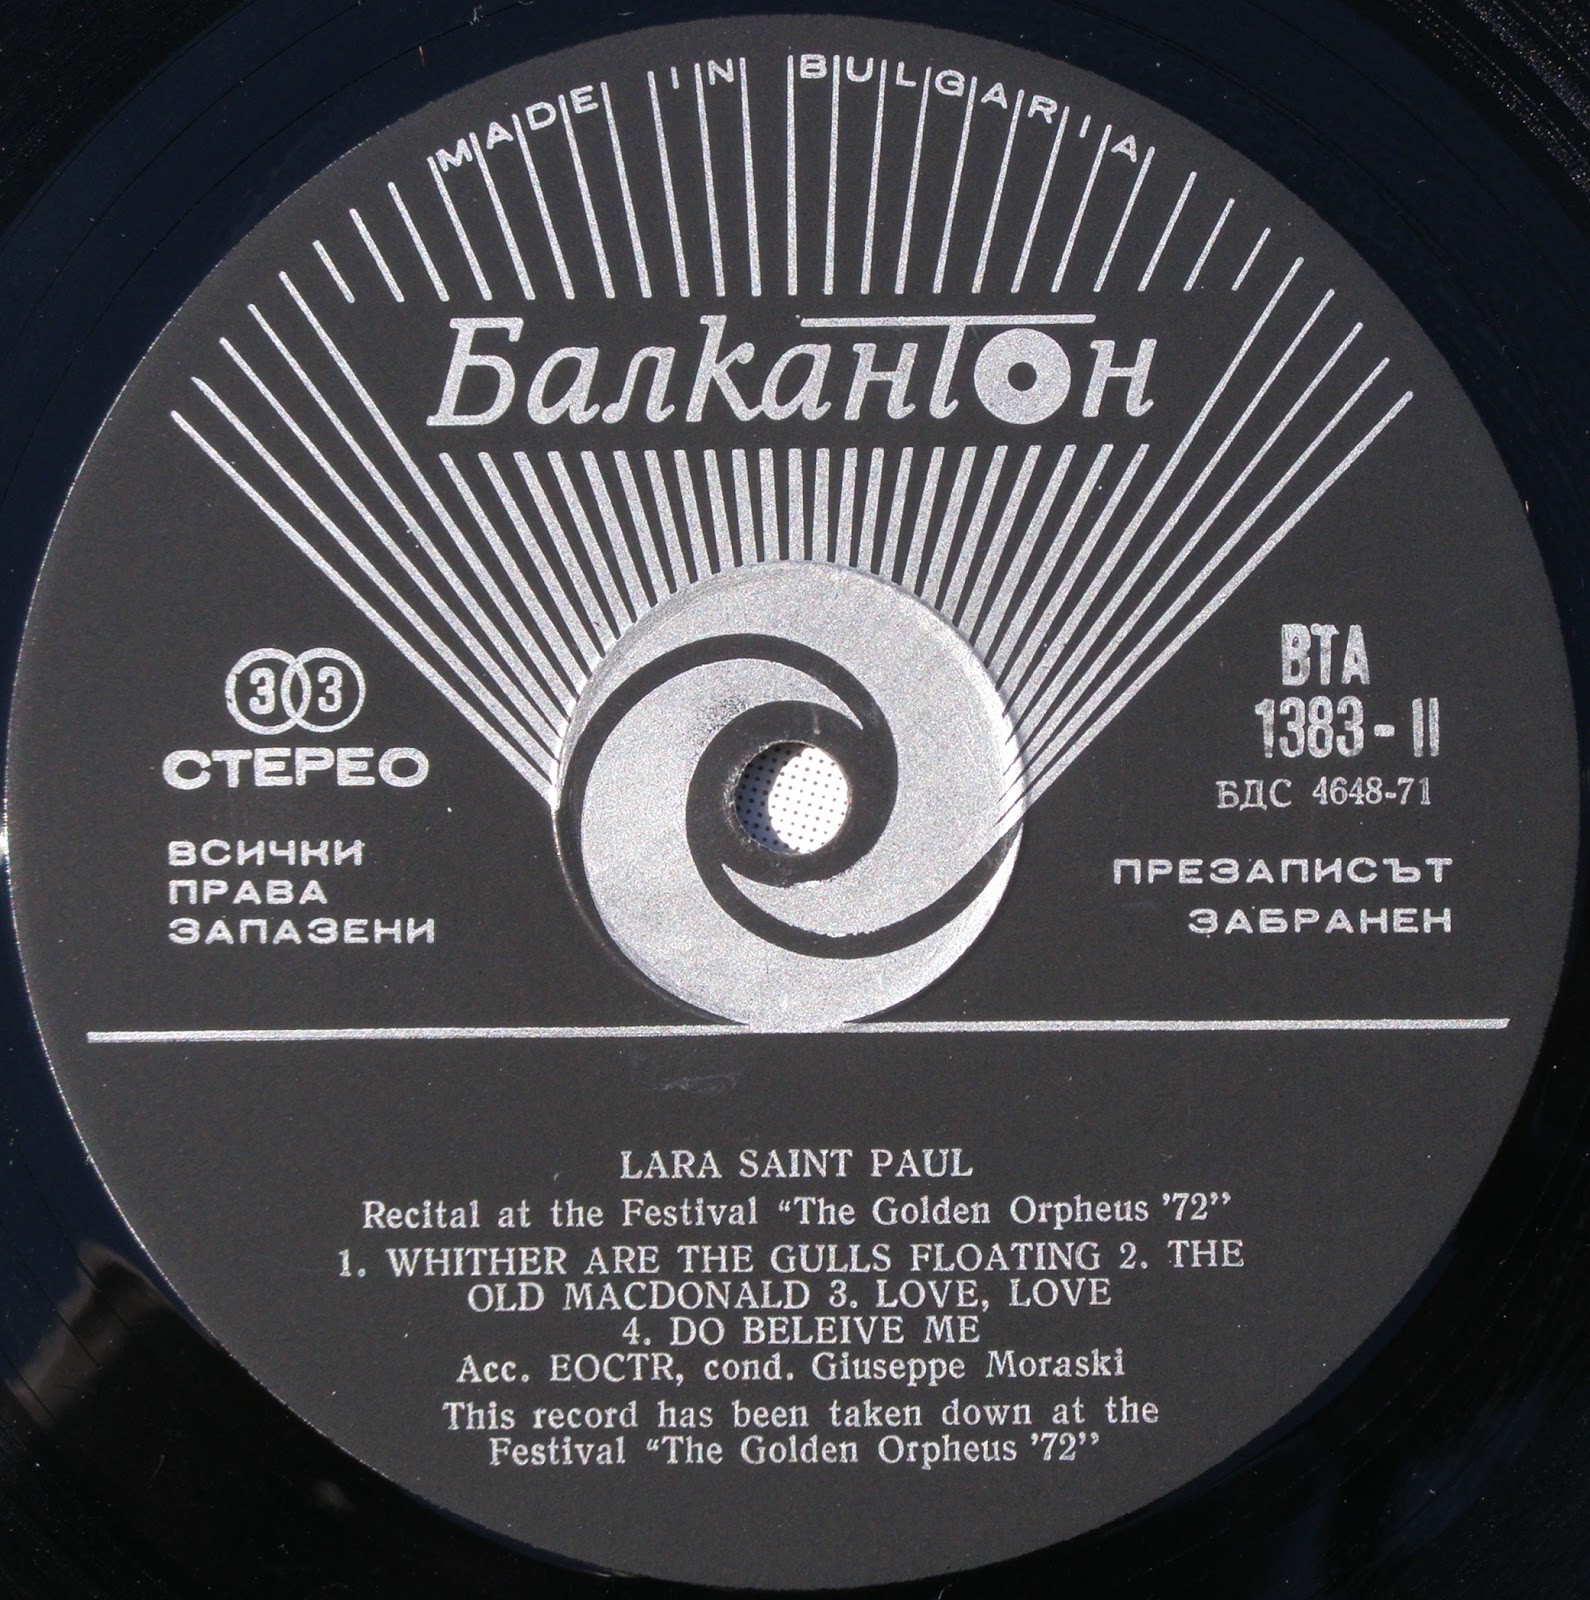 MADE IN BULGARIA
Балкантон
33
СТЕРЕО
ВСИЧКИ
ПРАВА
ЗАПАЗЕНИ
ВТА
1383-II
БДС 4648-71
ПРЕЗАПИСЪТ
ЗАБРАНЕН
LARA SAINT PAUL
Recital at the Festival “The Golden Orpheus ’72”
1. WHITHER ARE THE GULLS FLOATING 2. THE
OLD MACDONALD 3. LOVE, LOVE
4. DO BELEIVE ME
Acc. EOCTR, cond. Giuseppe Moraski
This record has been taken down at the
Festival “The Golden Orpheus ’72”